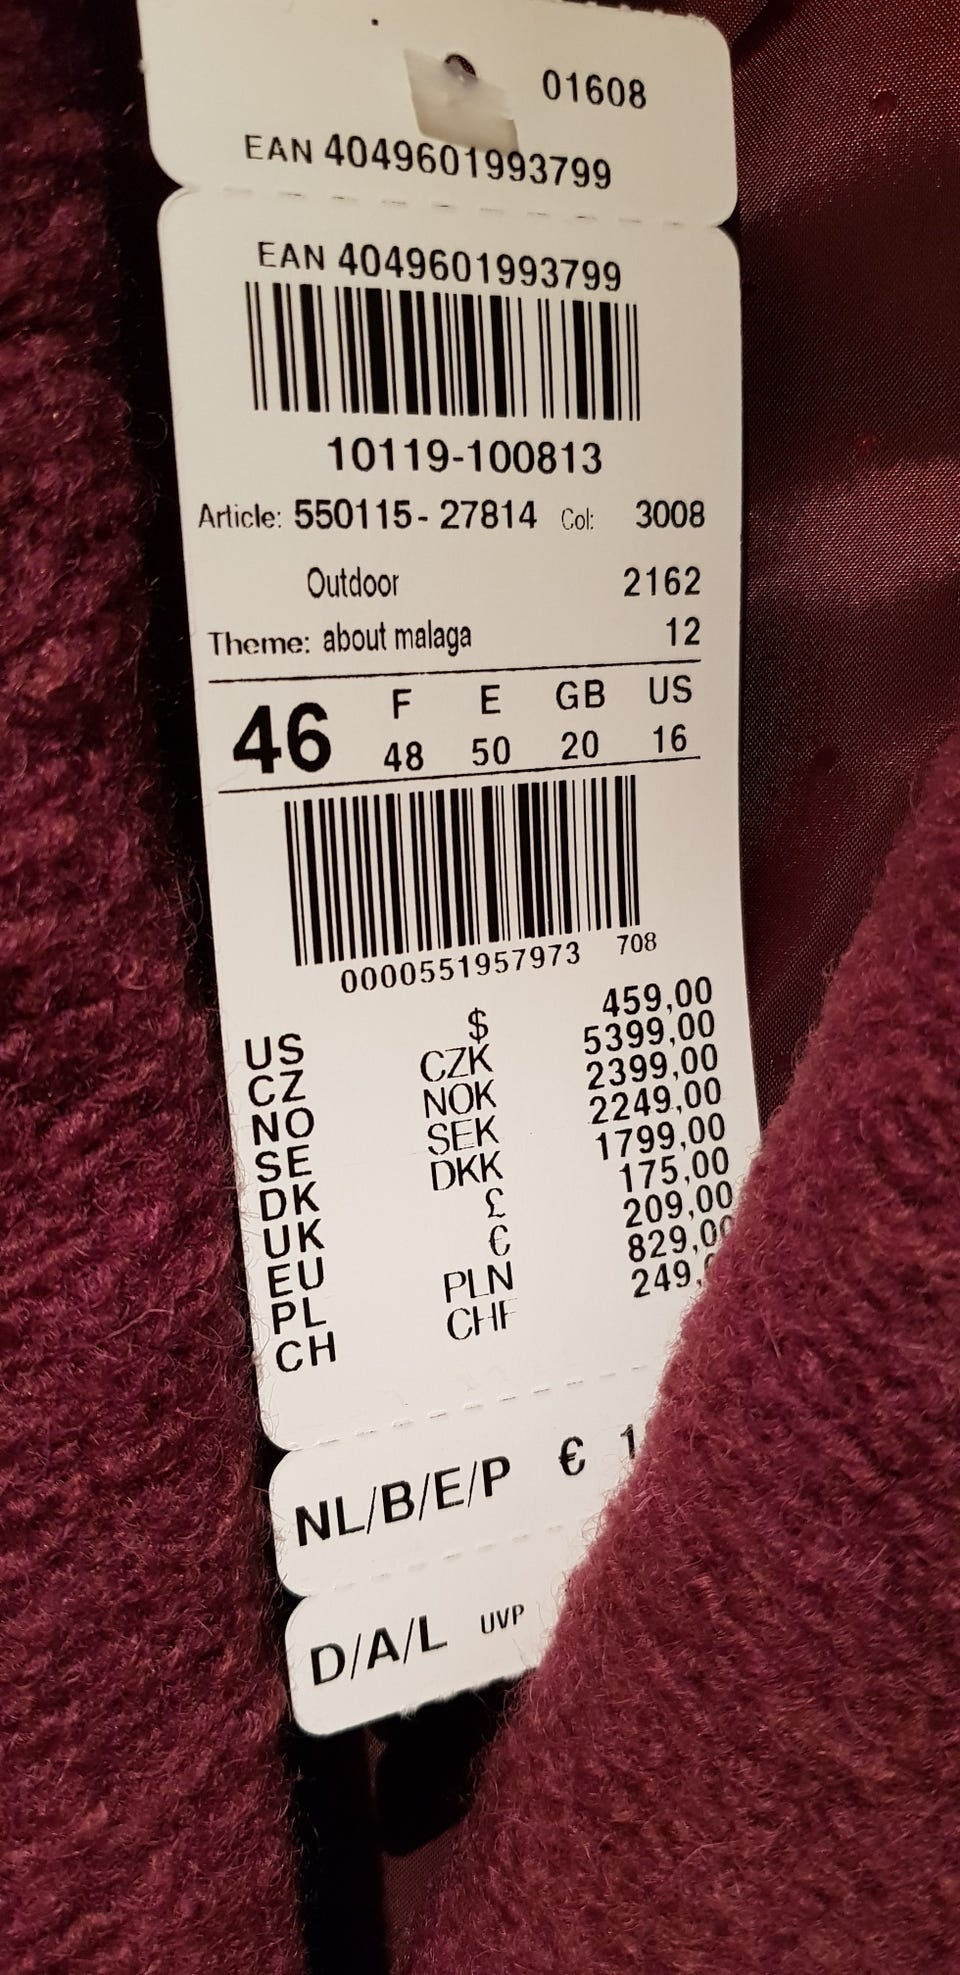 01608
EAN 4049601993799
EAN 4049601993799
10119-100813
Article: 550115-27814 Col: 3008
Outdoor 2162
Theme: about malaga 12
46 F E GB US
48 50 20 16
0000551957973 708
US $ 459,00
CZ CZK 5399,00
NO NOK 2399,00
SE SEK 2249,00
DK DKK 1799,00
UK £ 175,00
EU € 209,00
PL PLN 829,00
CH CHF 249,
NL/B/E/P €
D/A/L UVP